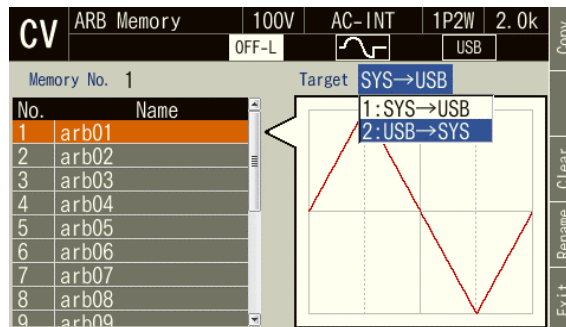 CV ARB Memory 100V AC-INT 1P2W 2.0k
OFF-L USB
Memory No. 1 Target SYS→USB
No. Name
1:SYS→USB
2:USB→SYS
1 arb01
2 arb02
3 arb03
4 arb04
5 arb05
6 arb06
7 arb07
8 arb08
9 arb09
Copy
Clear
Rename
Exit